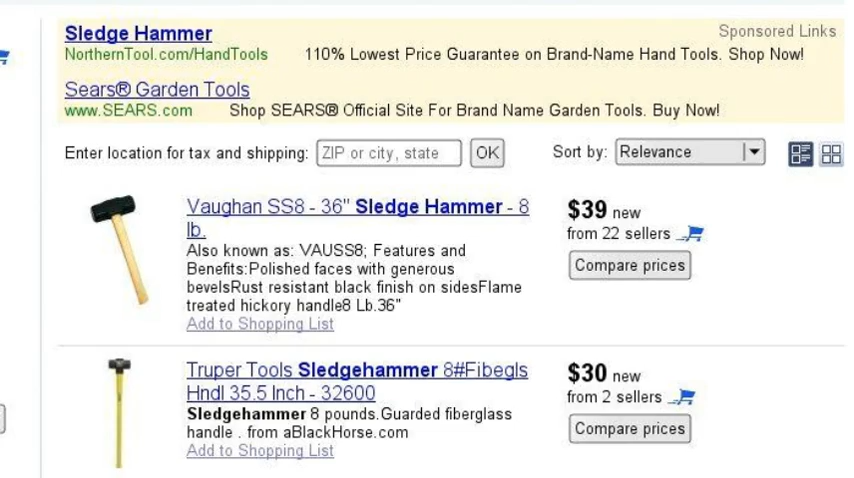 Sledge Hammer
Sponsored Links
NorthernTool.com/HandTools 110% Lowest Price Guarantee on Brand-Name Hand Tools. Shop Now!
Sears® Garden Tools
www.SEARS.com Shop SEARS® Official Site For Brand Name Garden Tools. Buy Now!
Enter location for tax and shipping: ZIP or city, state OK Sort by: Relevance
Vaughan SS8 - 36" Sledge Hammer - 8
lb.
Also known as: VAUSS8; Features and
Benefits:Polished faces with generous
bevelsRust resistant black finish on sidesFlame
treated hickory handle8 Lb.36"
Add to Shopping List
$39 new
from 22 sellers
Compare prices
Truper Tools Sledgehammer 8#Fibegls
Hndl 35.5 Inch - 32600
Sledgehammer 8 pounds.Guarded fiberglass
handle . from aBlackHorse.com
Add to Shopping List
$30 new
from 2 sellers
Compare prices